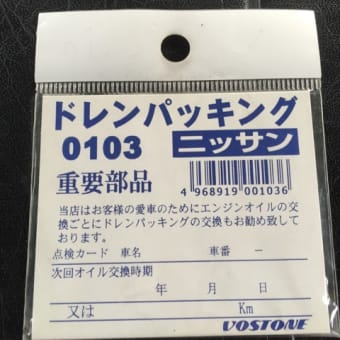 ドレンパッキング
0103 ニッサン
重要部品
4 968919 001036
当店はお客様の愛車のためにエンジンオイルの交
換ごとにドレンパッキングの交換もお勧め致して
おります。
点検カード 車名 車番 ー
次回オイル交換時期
年 月 日
又は Km
VOSTONE